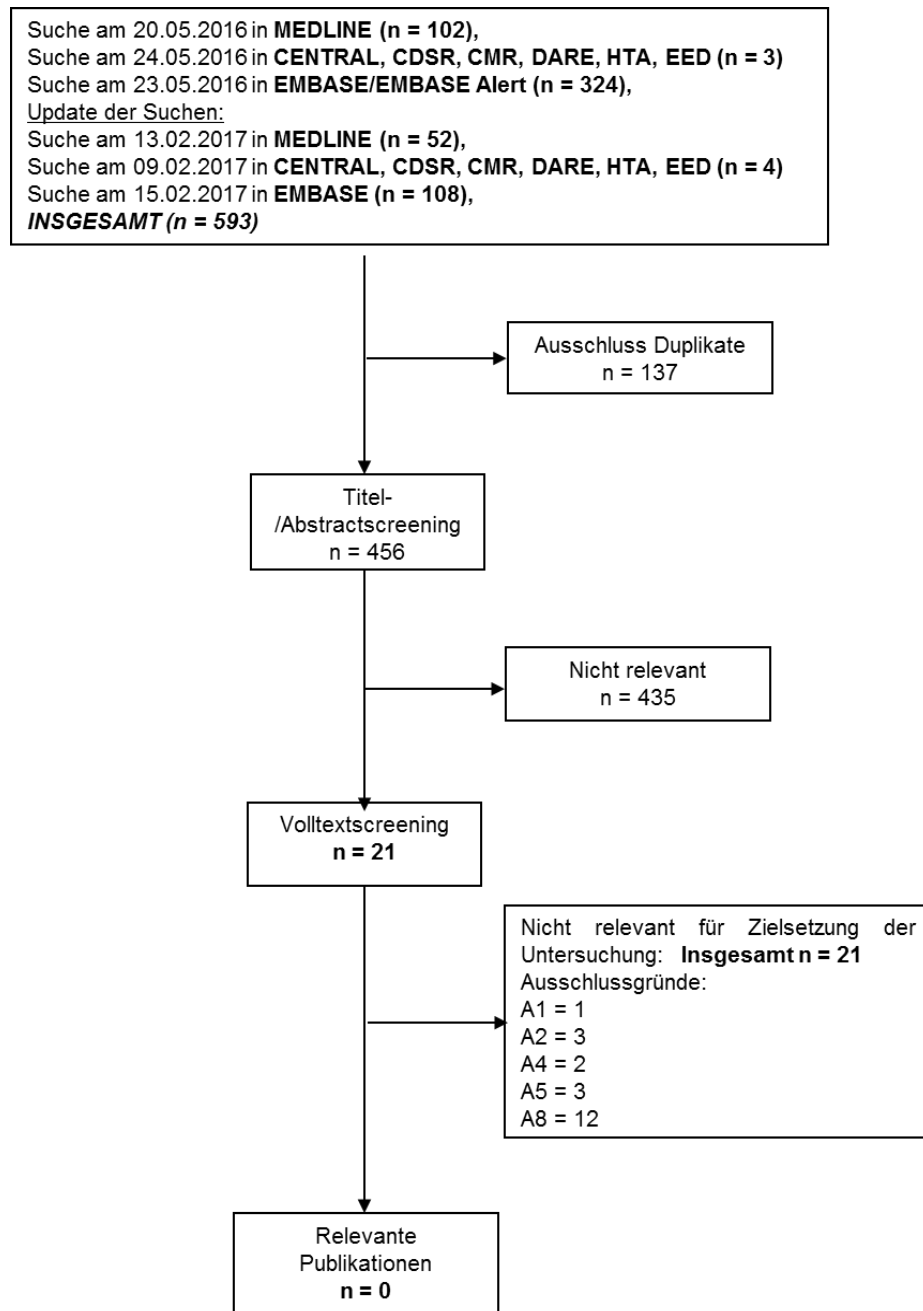 Suche am 20.05.2016 in MEDLINE (n = 102),
Suche am 24.05.2016 in CENTRAL, CDSR, CMR, DARE, HTA, EED (n = 3)
Suche am 23.05.2016 in EMBASE/EMBASE Alert (n = 324),
Update der Suchen:
Suche am 13.02.2017 in MEDLINE (n = 52),
Suche am 09.02.2017 in CENTRAL, CDSR, CMR, DARE, HTA, EED (n = 4)
Suche am 15.02.2017 in EMBASE (n = 108),
INSGESAMT (n = 593)
Ausschluss Duplikate
n = 137
Titel-
/Abstractscreening
n = 456
Nicht relevant
n = 435
Volltextscreening
n = 21
Nicht relevant für Zielsetzung der
Untersuchung: Insgesamt n = 21
Ausschlussgründe:
A1 = 1
A2 = 3
A4 = 2
A5 = 3
A8 = 12
Relevante
Publikationen
n = 0